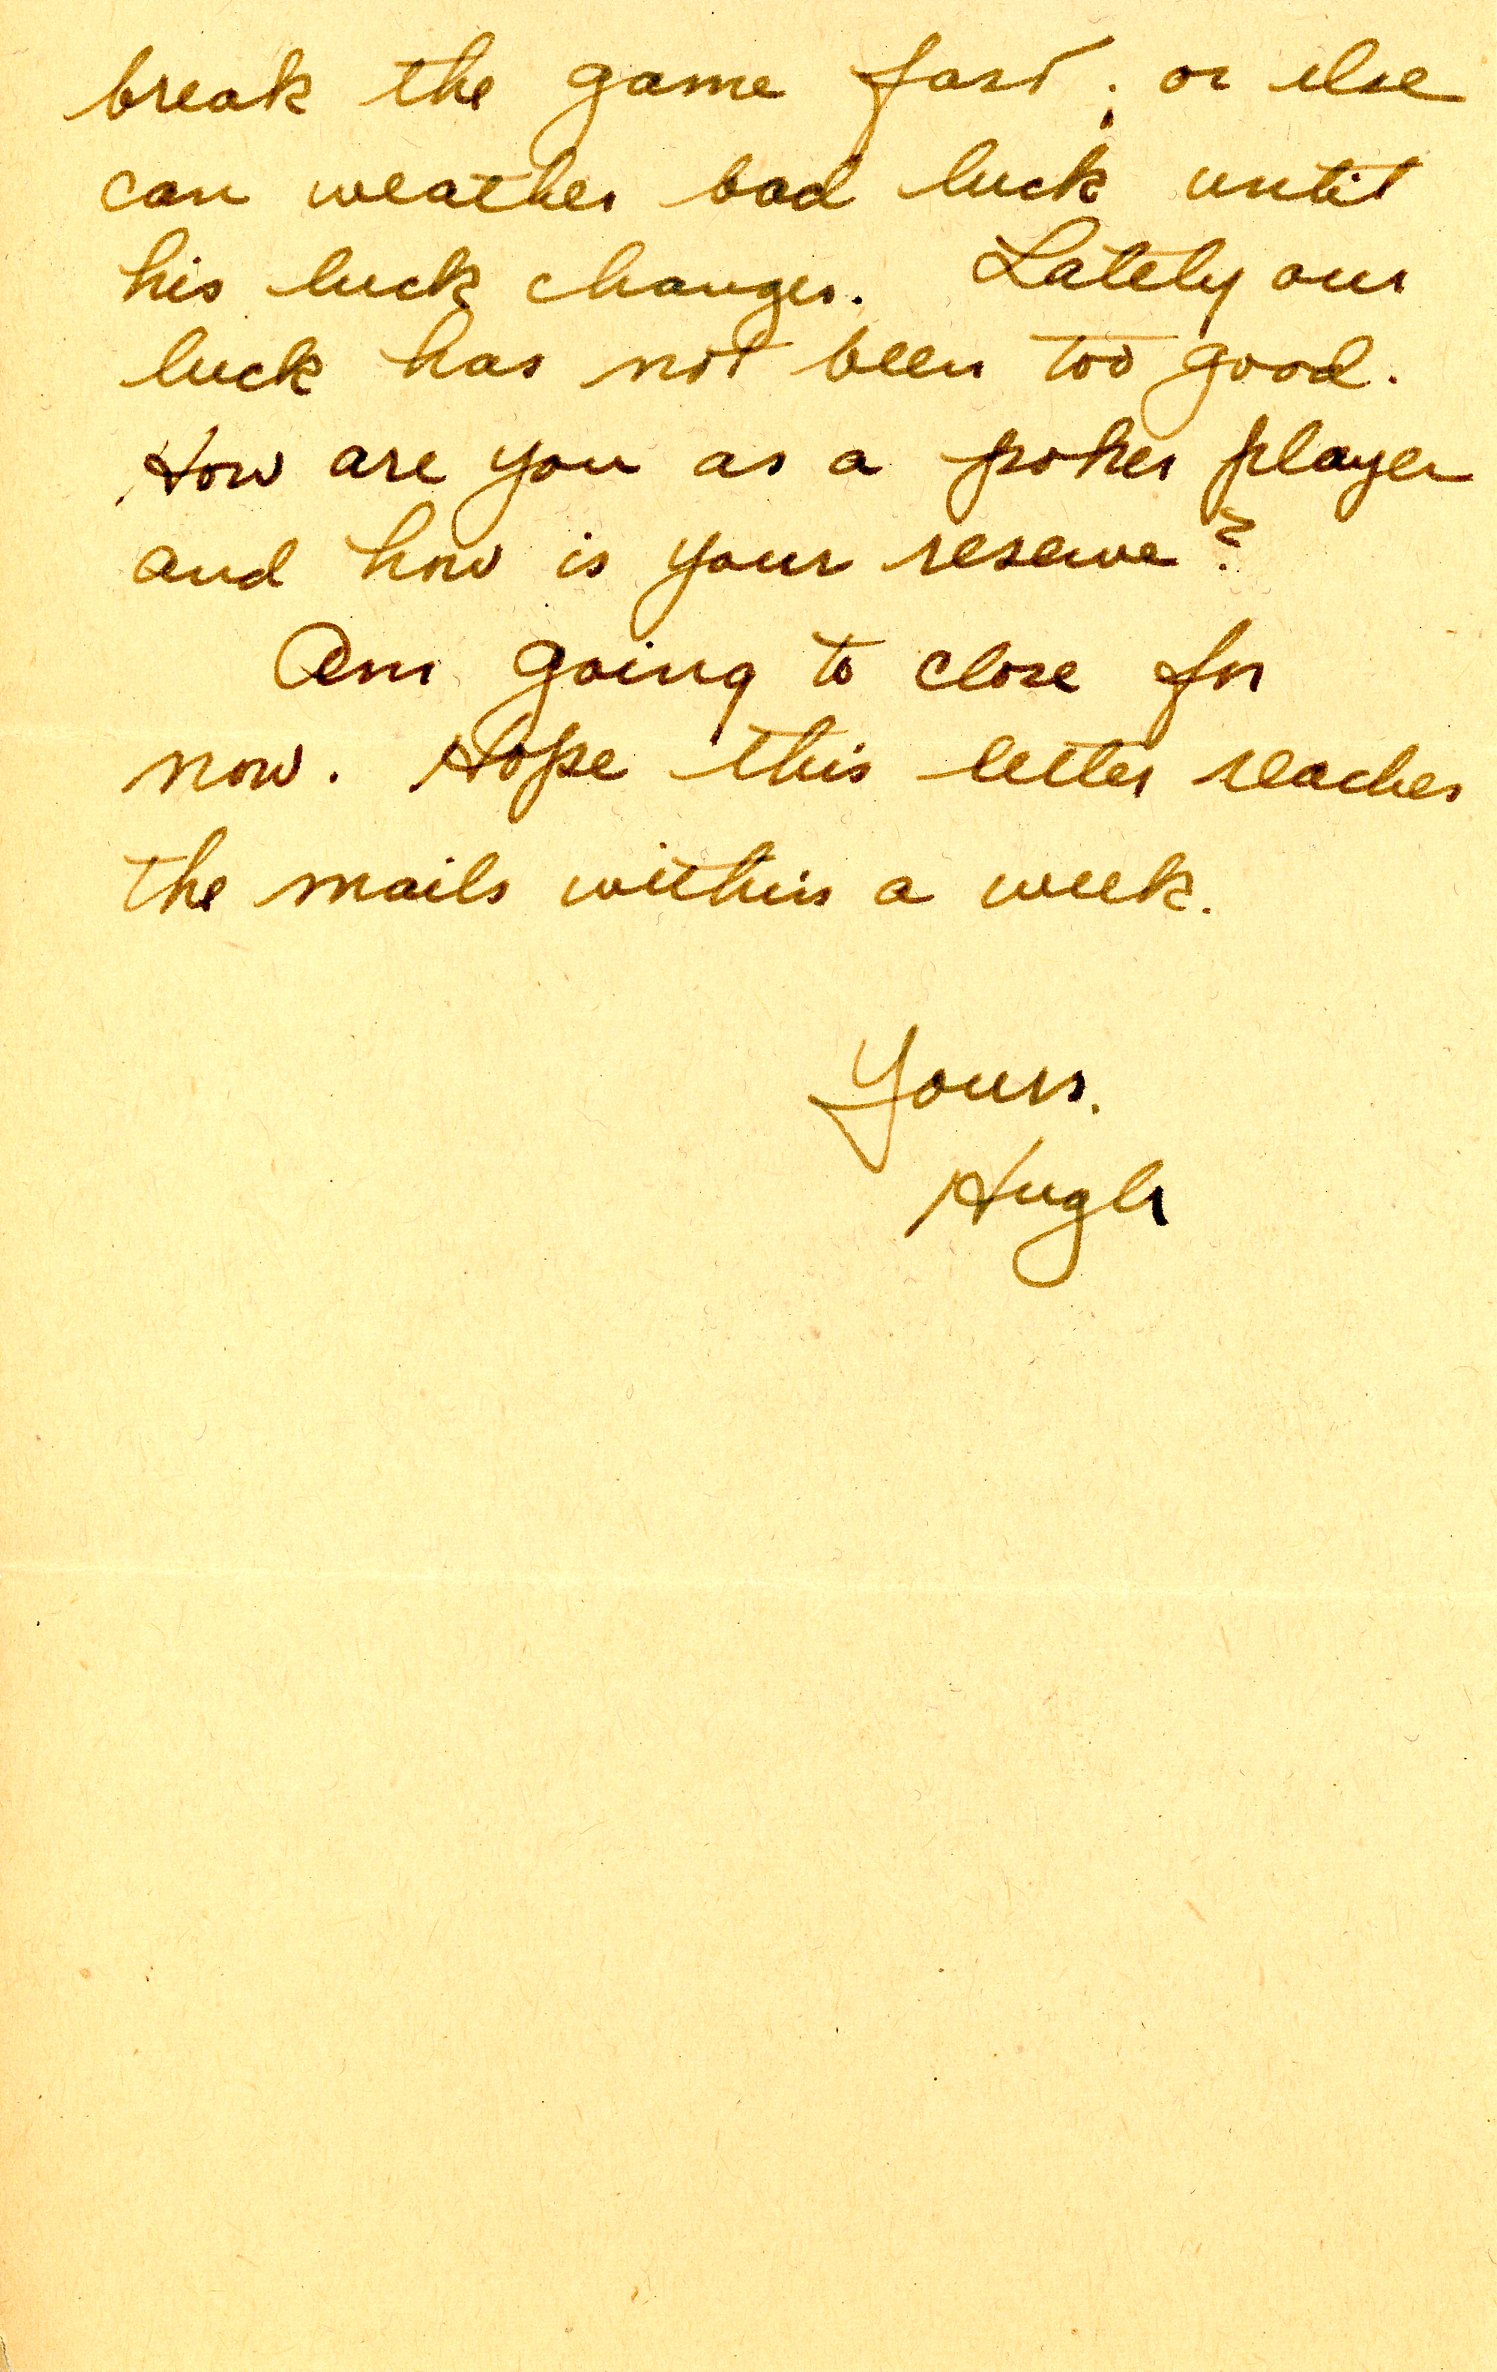 break the game fast; or else
can weather bad luck until
his luck changes. Lately our
luck has not been too good.
How are you as a poker player
and how is your reserve?
Am going to close for
now. Hope this letter reaches
the mails within a week.
Yours.
Hugh